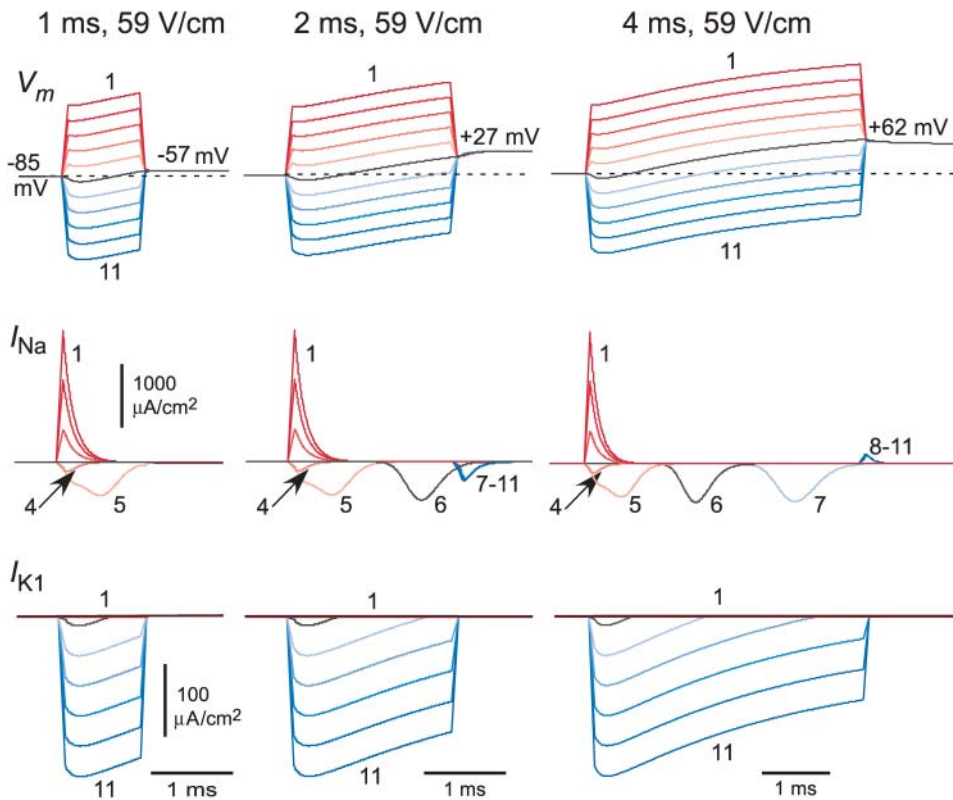 1 ms, 59 V/cm 2 ms, 59 V/cm 4 ms, 59 V/cm
Vm 1 1 1
-85 mV -57 mV +27 mV +62 mV
11 11 11
INa 1 1 1
1000 μA/cm2
8-11
4 5 4 5 6 7-11 4 5 6 7
IK1 1 1 1
100 μA/cm2
11 11 11
1 ms 1 ms 1 ms